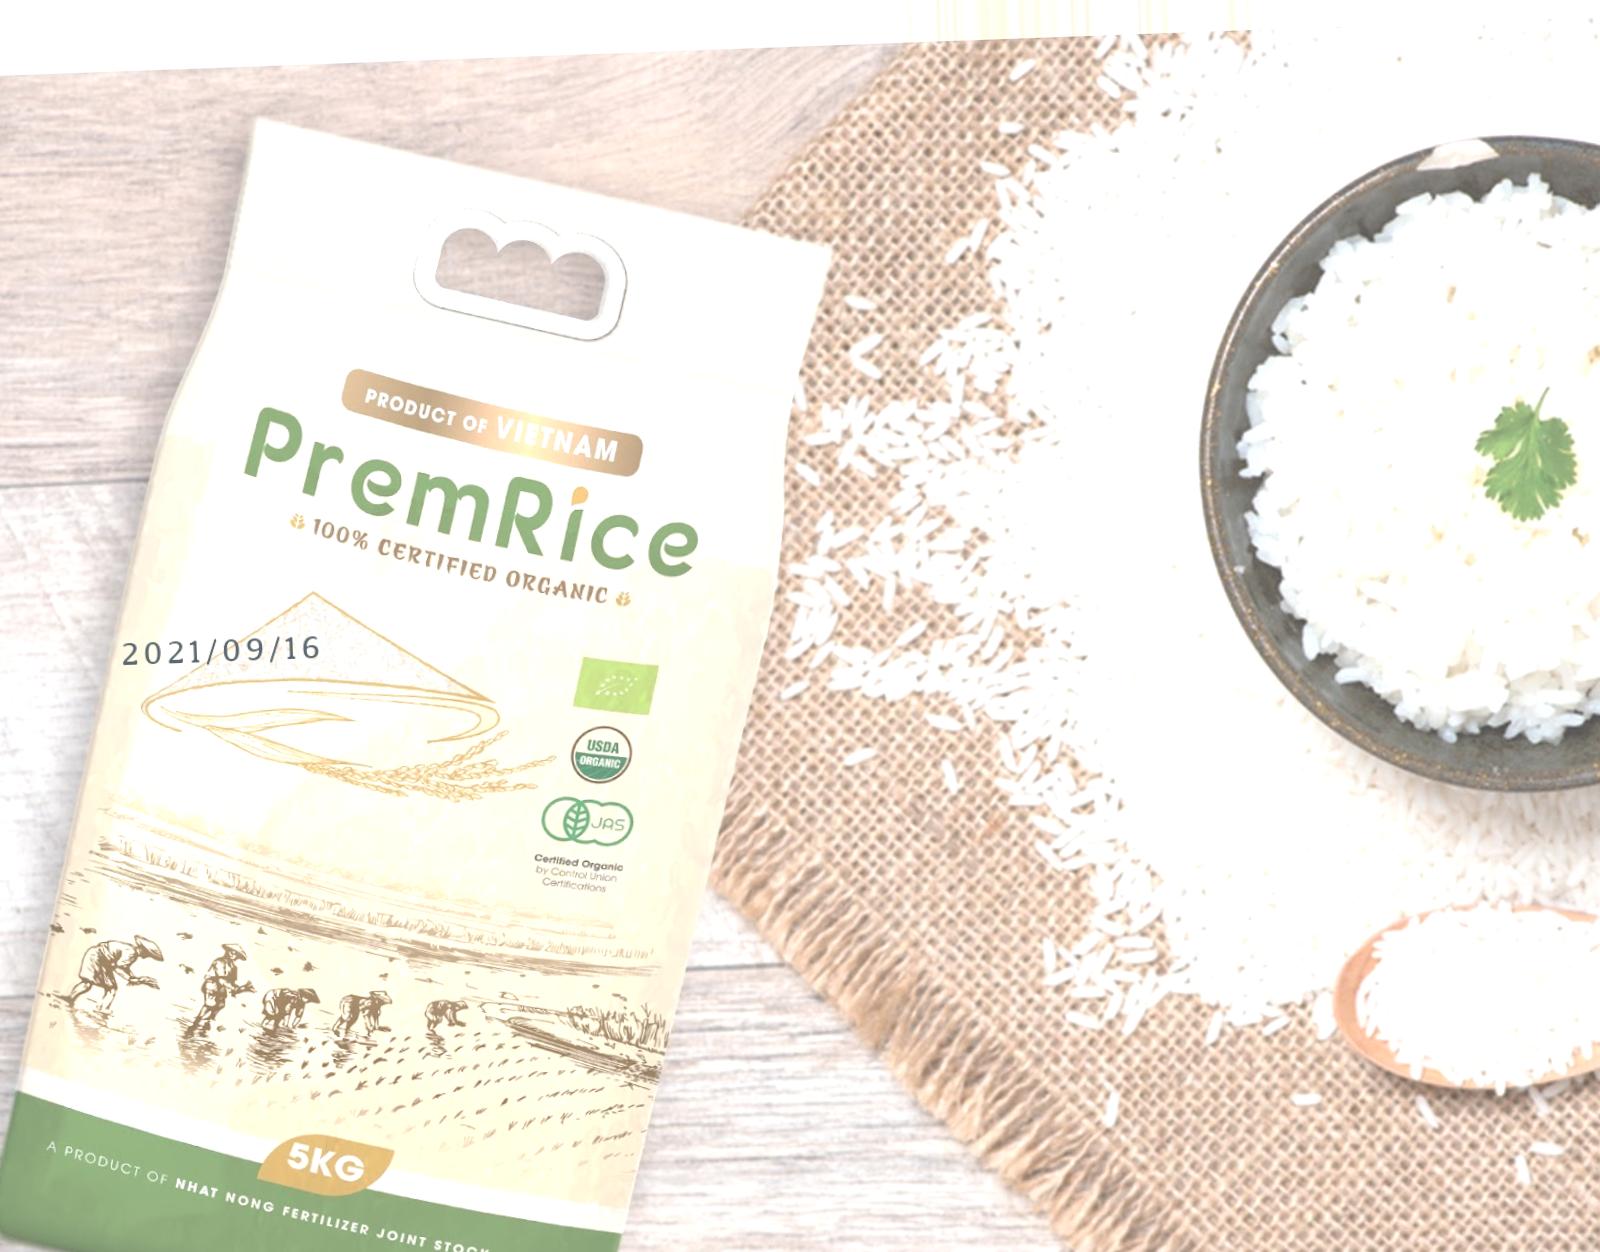 PRODUCT OF VIETNAM
PremRice
100% CERTIFIED ORGANIC
2021/09/16
USDA
ORGANIC
JAS
Certified Organic
by Control Union
Certifications
5KG
A PRODUCT OF NHAT NONG FERTILIZER JOINT STOCK